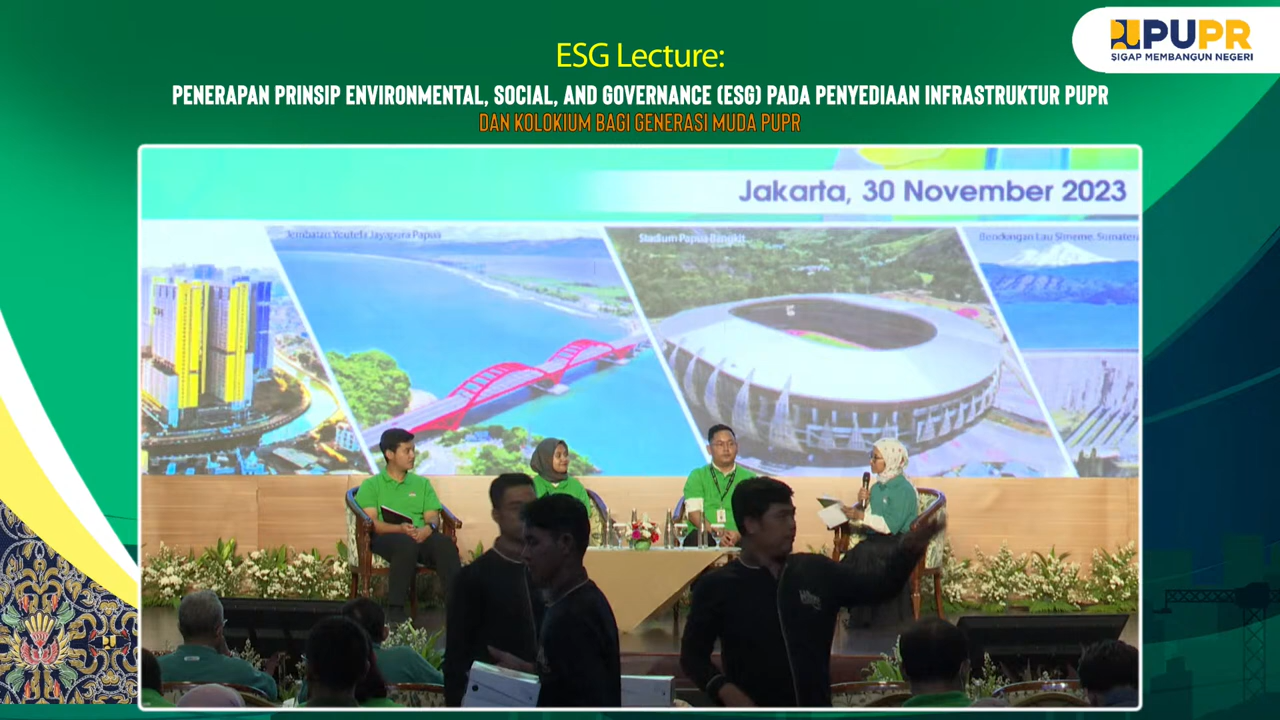 ESG Lecture:
PENERAPAN PRINSIP ENVIRONMENTAL, SOCIAL, AND GOVERNANCE (ESG) PADA PENYEDIAAN INFRASTRUKTUR PUPR
DAN KOLOKIUM BAGI GENERASI MUDA PUPR
PUPR
SIGAP MEMBANGUN NEGERI
Jakarta, 30 November 2023
Jembatan Youtefa Jayapura Papua
Stadium Papua Bangkit
Bendungan Lau Simeme, Sumatera